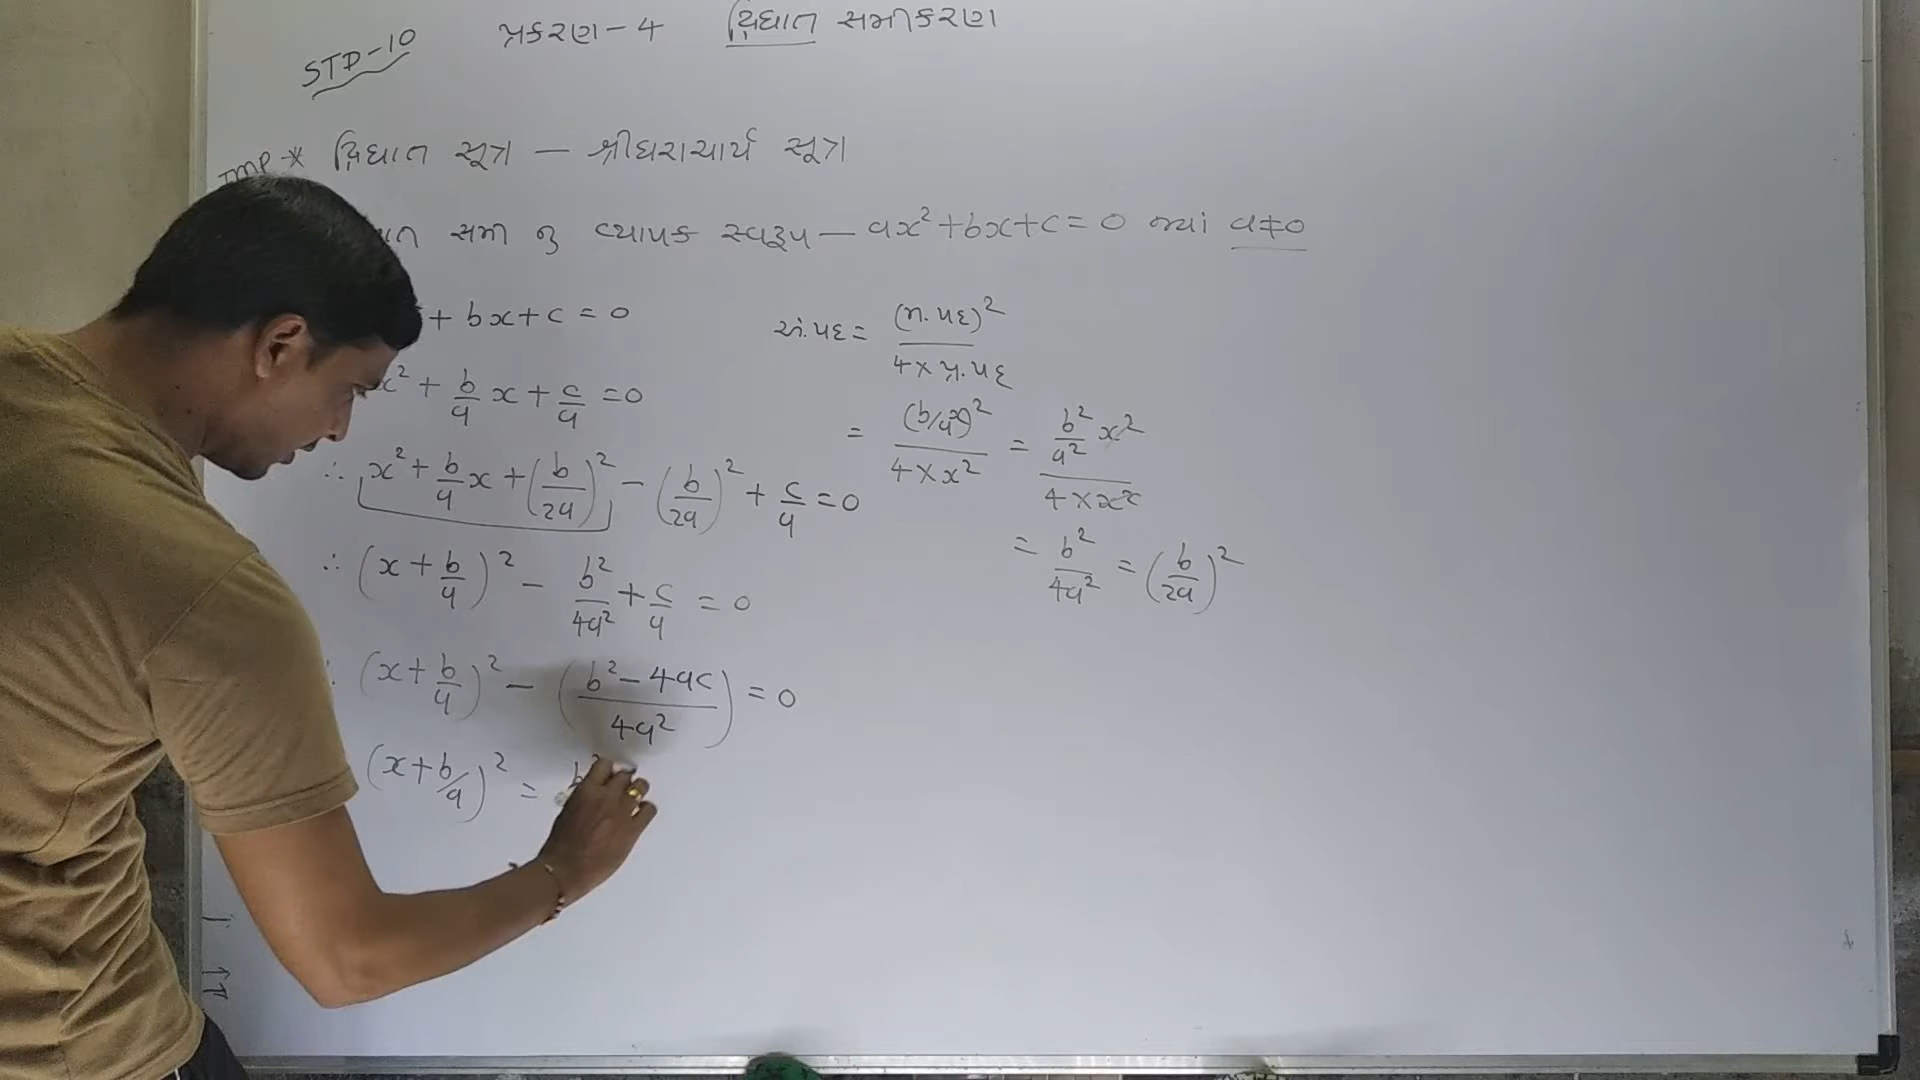 STD-10 પ્રકરણ-4 દ્વિઘાત સમીકરણ
IMP * દ્વિઘાત સૂત્ર - શ્રીધરાચાર્ય સૂત્ર
ાત સમી નુ વ્યાપક સ્વરૂપ - ax² + bx + c = 0 જ્યાં a ≠ 0
+ bx + c = 0
x² + b/a x + c/a = 0
∴ x² + b/a x + (b/2a)² - (b/2a)² + c/a = 0
∴ (x + b/a)² - b²/4a² + c/a = 0
∴ (x + b/a)² - (b² - 4ac / 4a²) = 0
(x + b/a)² = b²
અં.પદ = (મ.પદ)² / 4 × પ્ર.પદ
= (b/a x)² / 4 × x² = b²/a² x² / 4 × x²
= b²/4a² = (b/2a)²